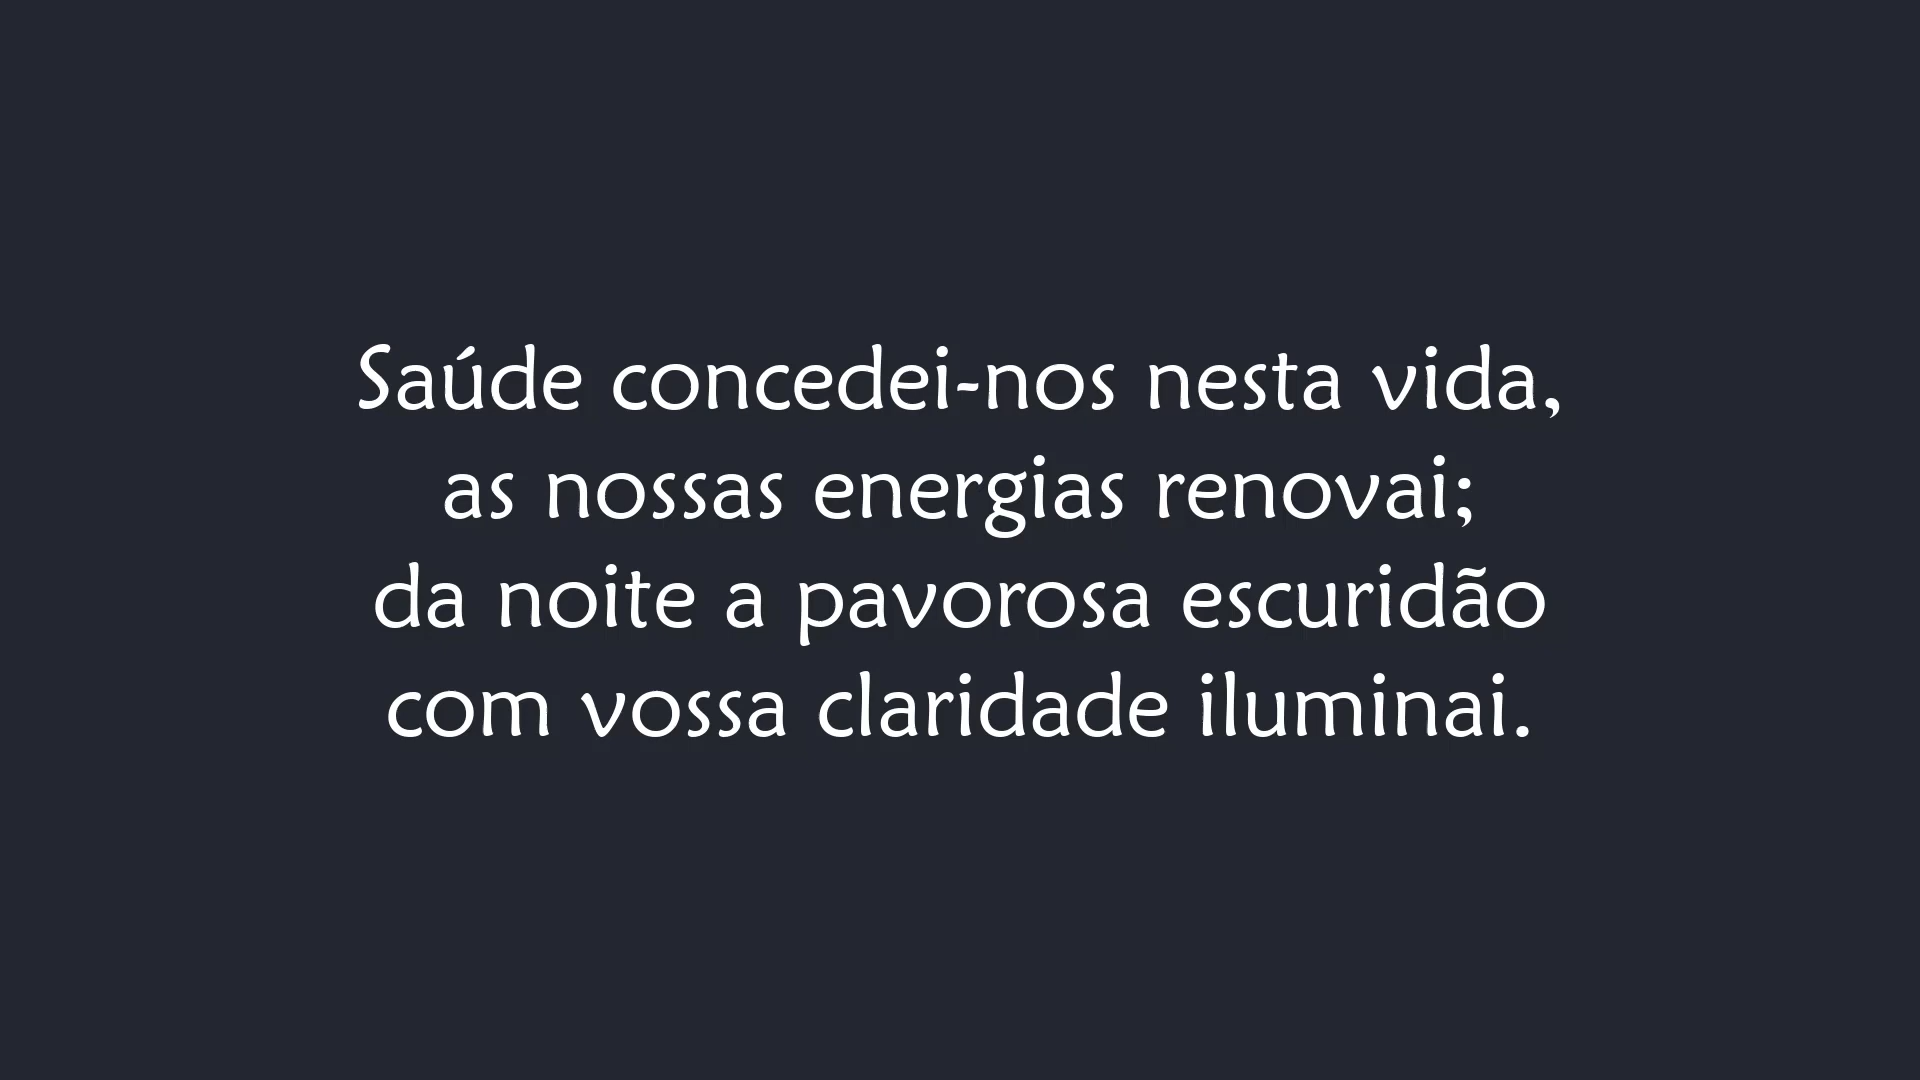 Saúde concedei-nos nesta vida,
as nossas energias renovai;
da noite a pavorosa escuridão
com vossa claridade iluminai.